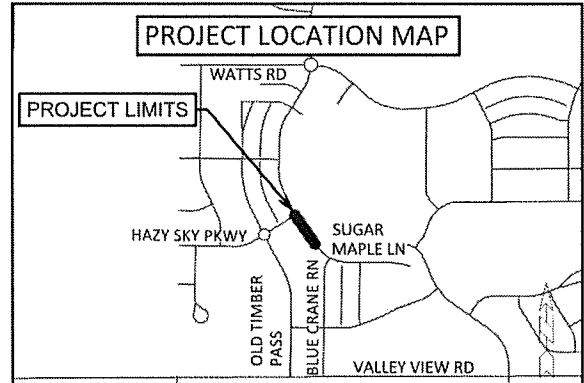 PROJECT LOCATION MAP
WATTS RD
PROJECT LIMITS
HAZY SKY PKWY
SUGAR
MAPLE LN
OLD TIMBER
PASS
BLUE CRANE RN
VALLEY VIEW RD